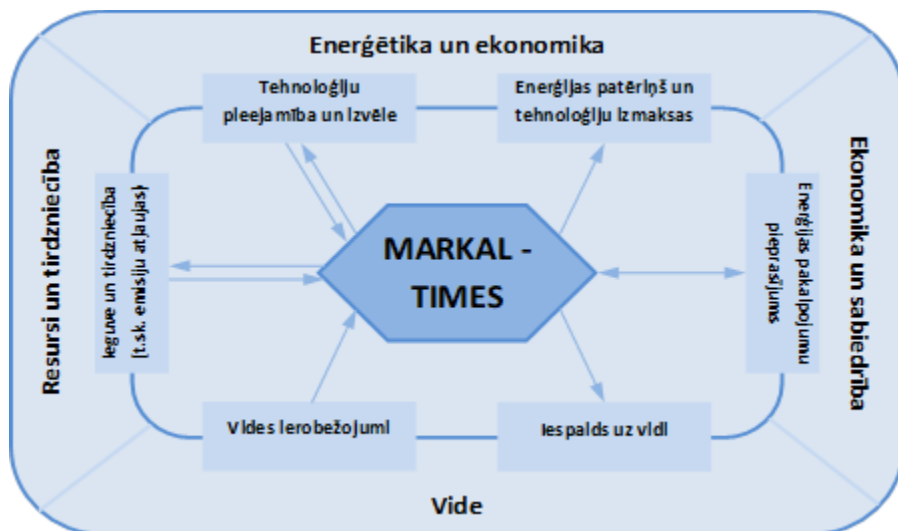 Enerģētika un ekonomika
Tehnoloģiju
pieejamība un izvēle
Enerģijas patēriņš un
tehnoloģiju izmaksas
Resursi un tirdzniecība
Ieguve un tirdzniecība
(t.sk. emisiju atļaujas)
MARKAL -
TIMES
Enerģijas pakalpojumu
pieprasījums
Ekonomika un sabiedrība
Vides ierobežojumi
Iespaids uz vidi
Vide